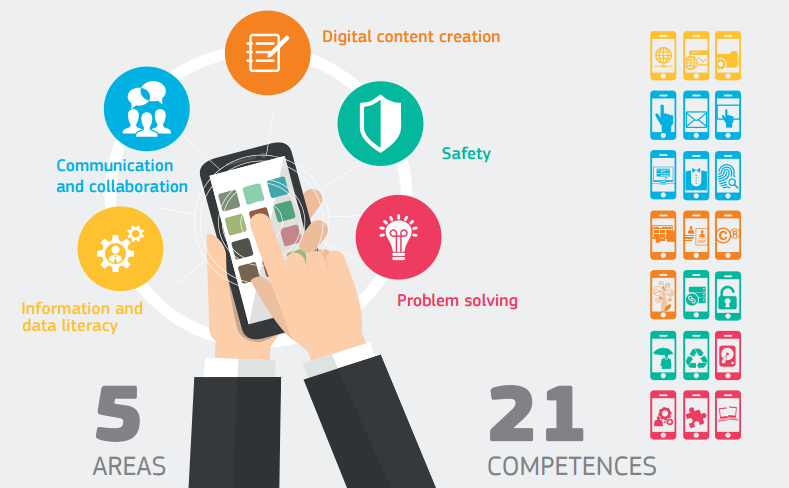 Digital content creation
Safety
Communication
and collaboration
Problem solving
Information and
data literacy
5
AREAS
21
COMPETENCES
©®